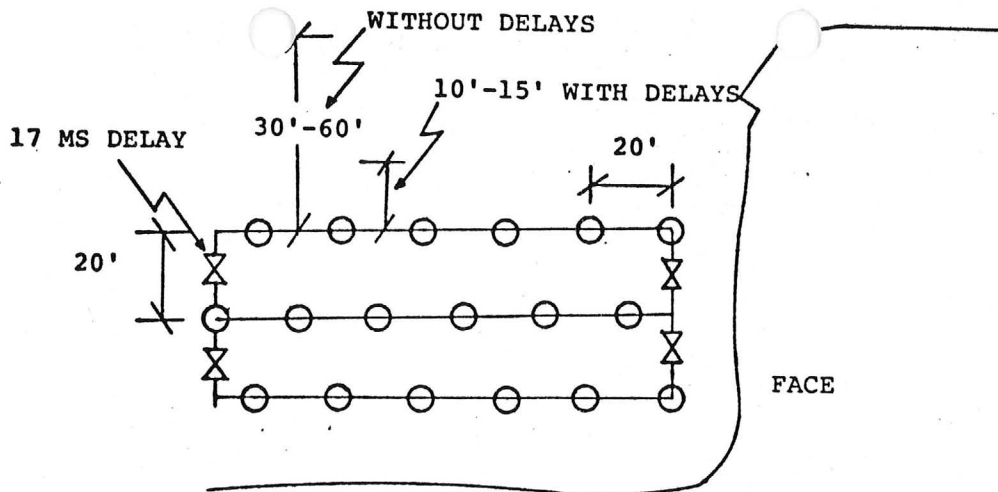 WITHOUT DELAYS
10'-15' WITH DELAYS
30'-60'
17 MS DELAY
20'
20'
FACE